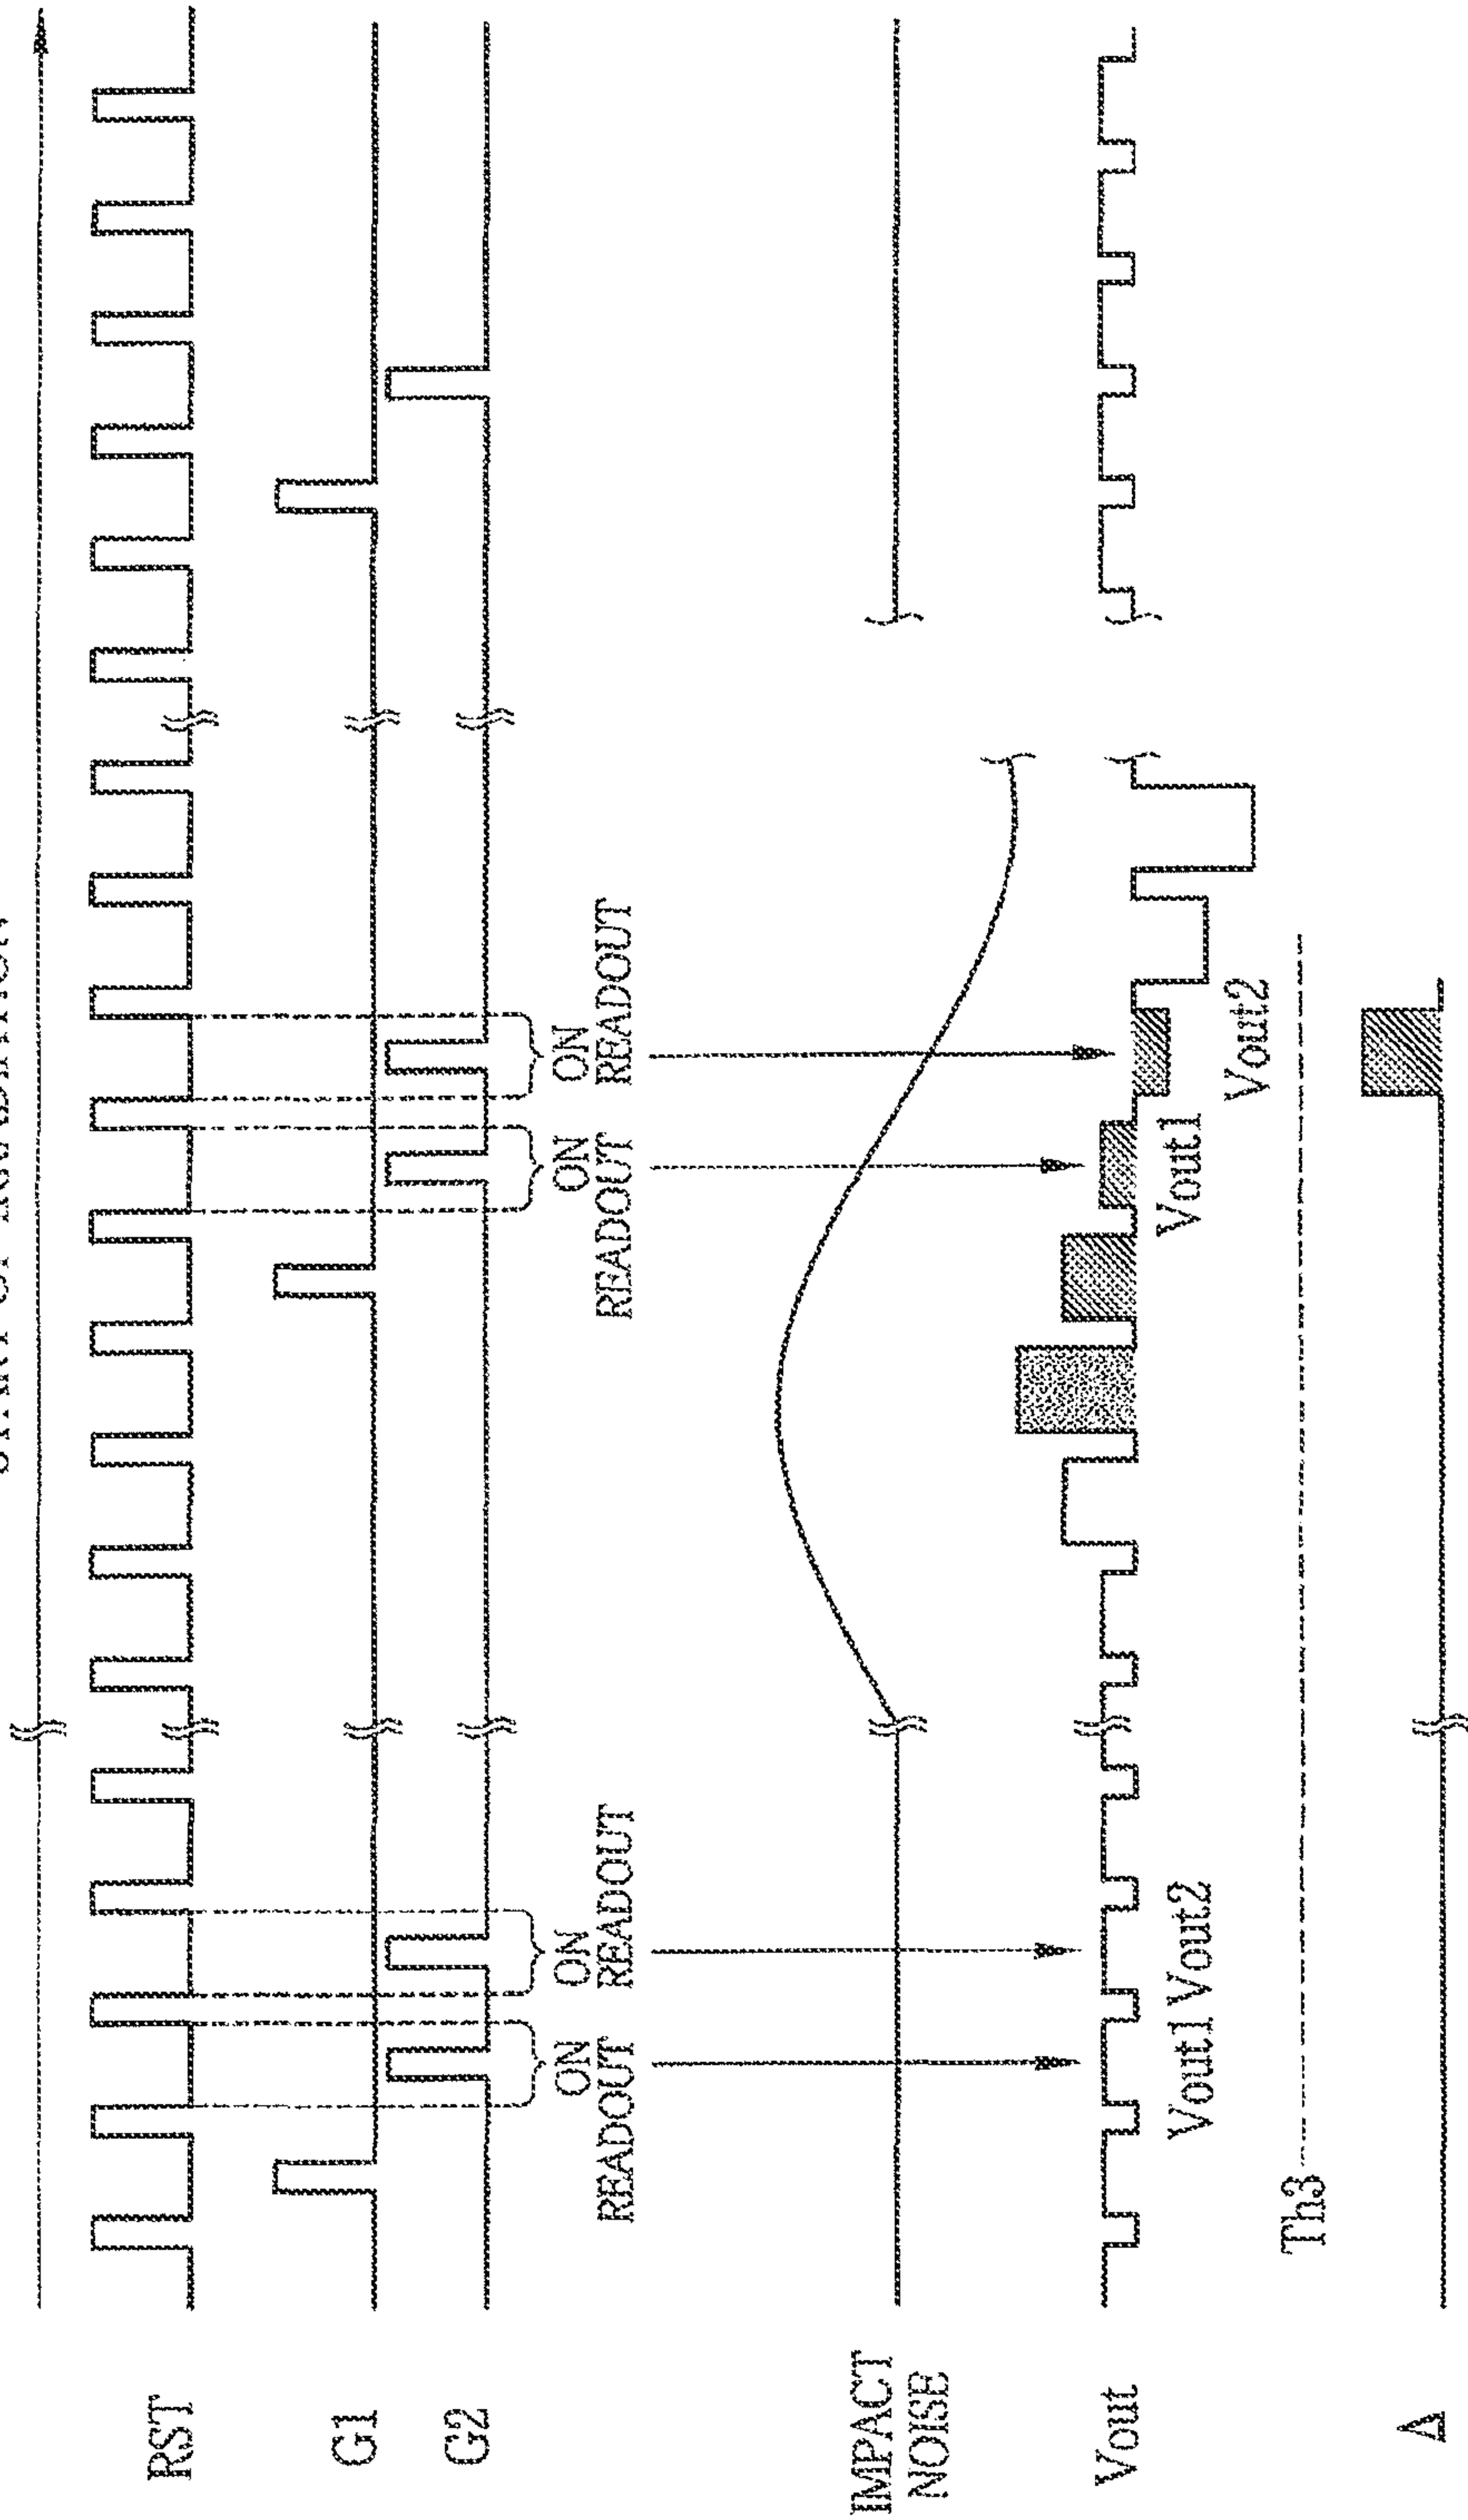 RST
G1
G2
ON
READOUT
ON
READOUT
ON
READOUT
ON
READOUT
IMPACT
NOISE
Vout
Vout1 Vout2
Vout1
Vout2
Th3
Δ